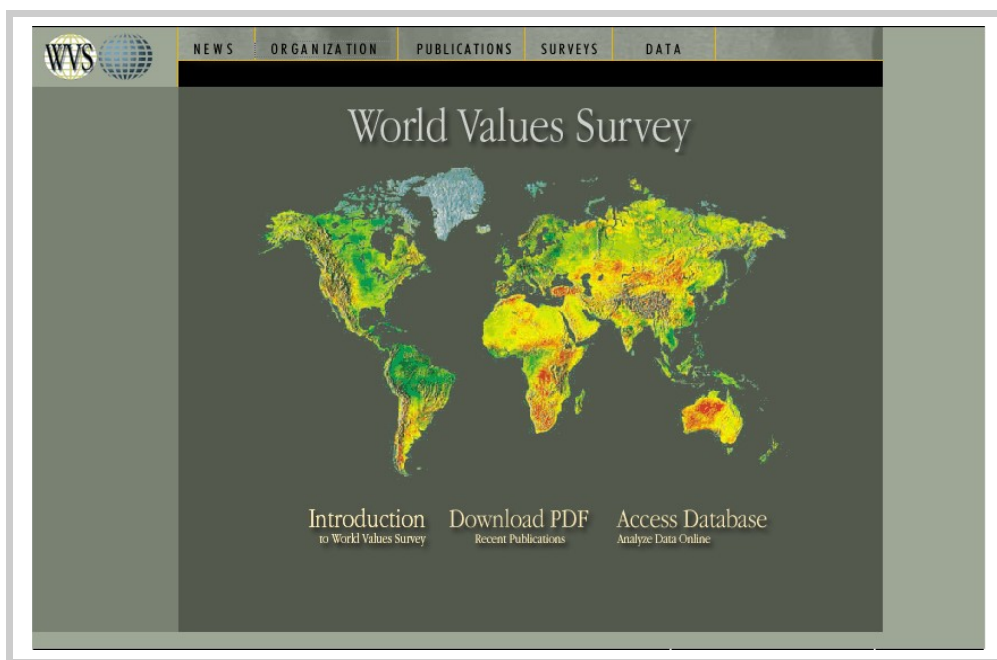 WVS
NEWS ORGANIZATION PUBLICATIONS SURVEYS DATA
World Values Survey
Introduction Download PDF Access Database
to World Values Survey Recent Publications Analyze Data Online